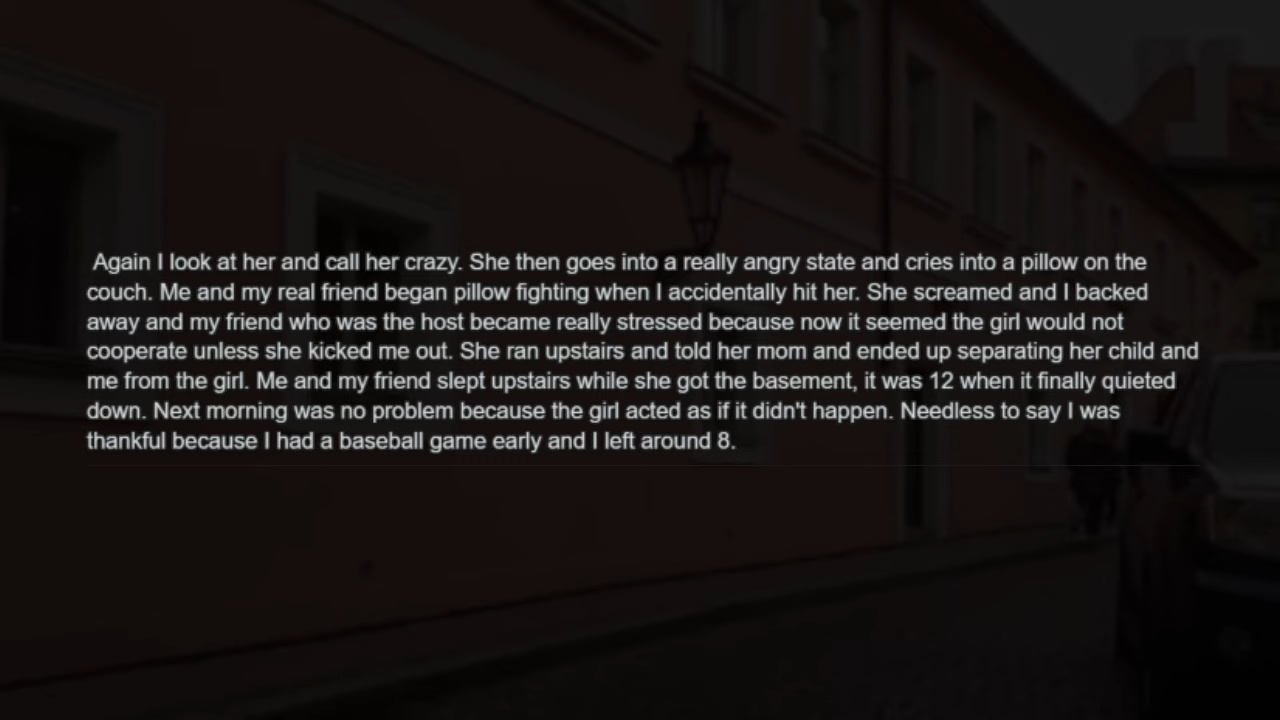 Again I look at her and call her crazy. She then goes into a really angry state and cries into a pillow on the
couch. Me and my real friend began pillow fighting when I accidentally hit her. She screamed and I backed
away and my friend who was the host became really stressed because now it seemed the girl would not
cooperate unless she kicked me out. She ran upstairs and told her mom and ended up separating her child and
me from the girl. Me and my friend slept upstairs while she got the basement, it was 12 when it finally quieted
down. Next morning was no problem because the girl acted as if it didn't happen. Needless to say I was
thankful because I had a baseball game early and I left around 8.